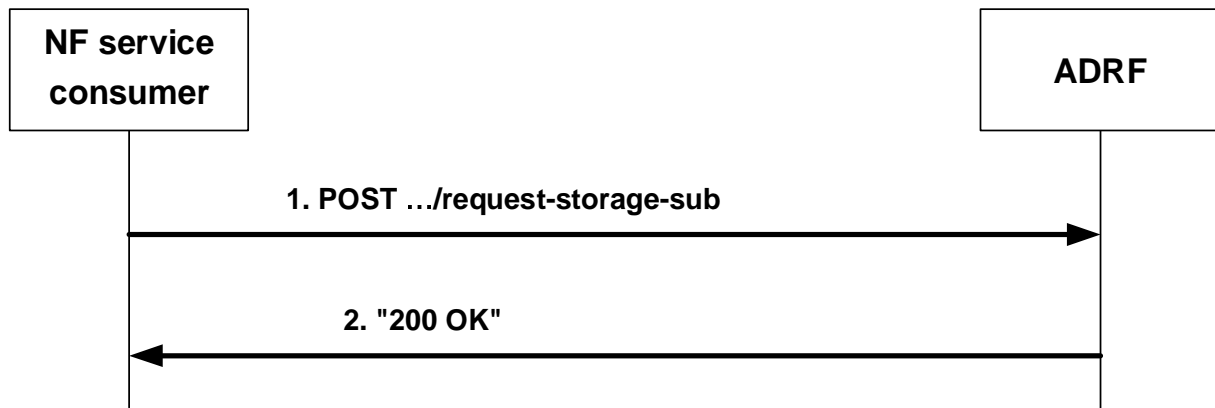 NF service
consumer
ADRF
1. POST …/request-storage-sub
2. "200 OK"